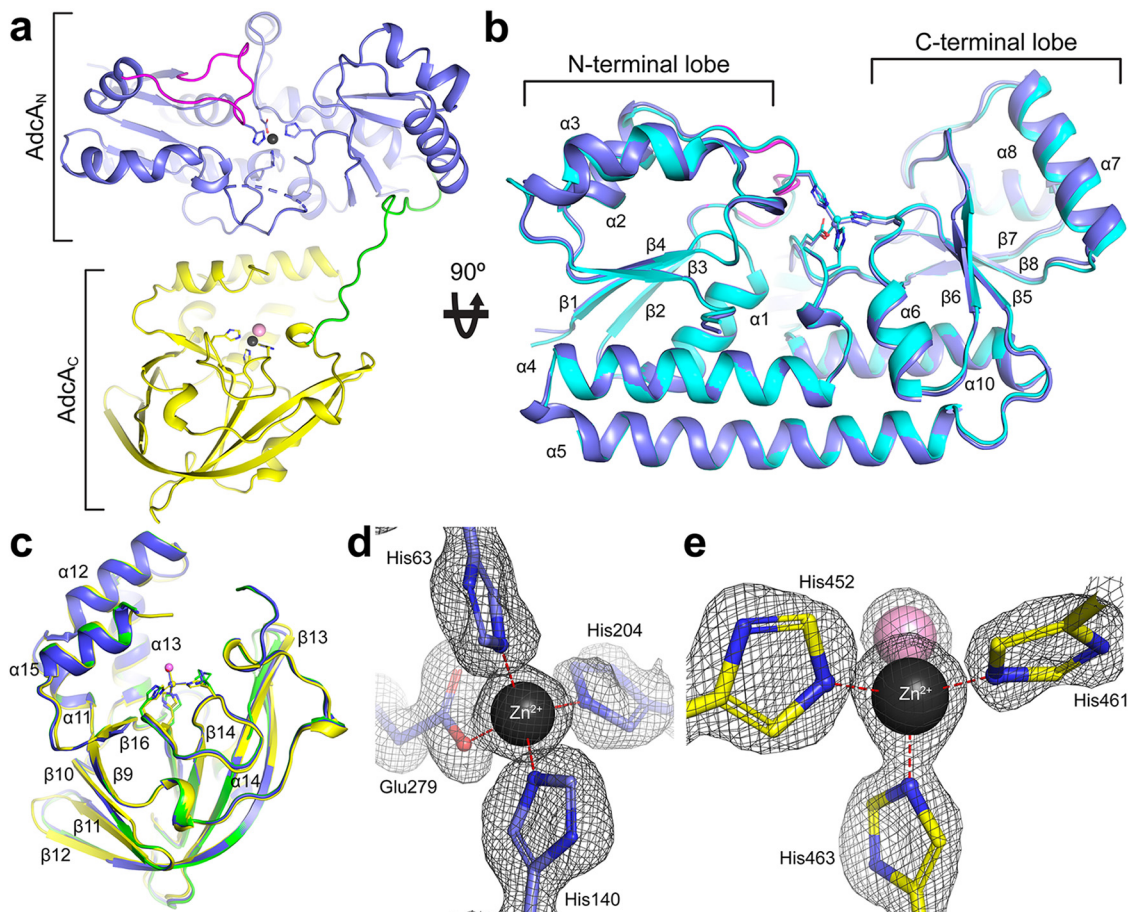 a
AdcA_N
AdcA_C
90º
b
N-terminal lobe
C-terminal lobe
α3
α2
β4
β3
β1
β2
α1
α4
α5
α8
α7
β7
β8
β6
β5
α6
α10
c
α12
α13
β13
α15
α11
β16
β14
β10
β9
α14
β11
β12
d
His63
His204
Zn²⁺
Glu279
His140
e
His452
Zn²⁺
His461
His463